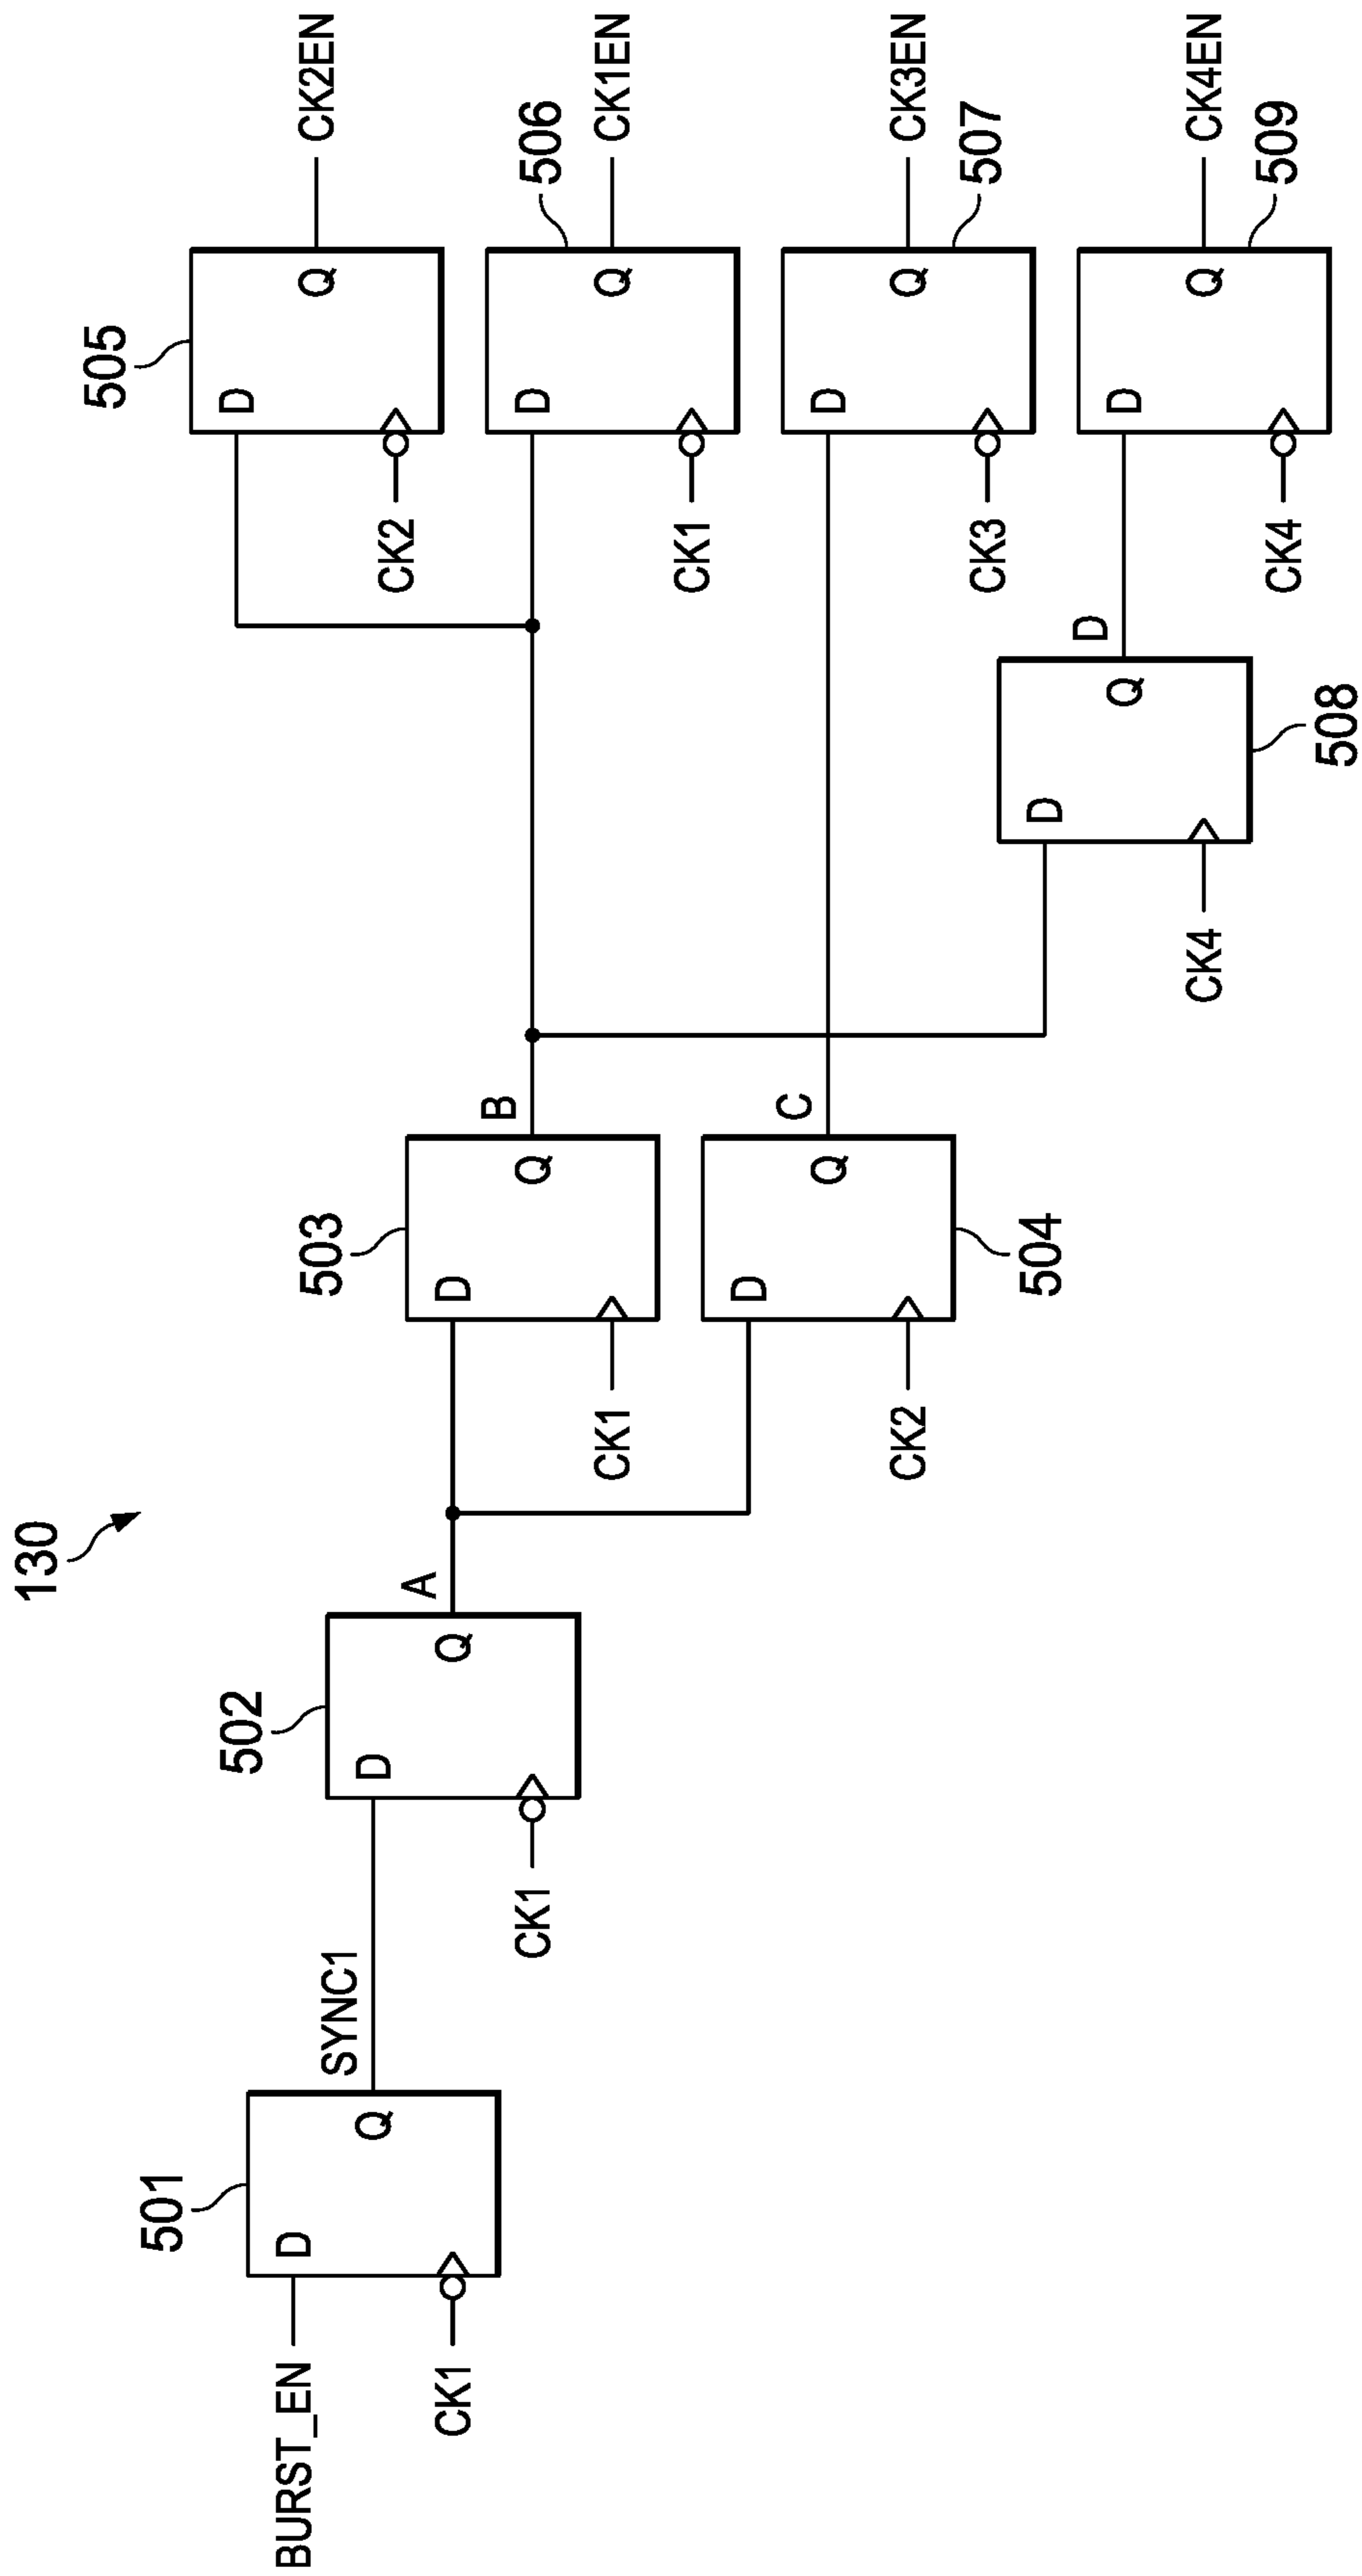 130
BURST_EN
D
Q
CK1
501
SYNC1
D
Q
CK1
502
A
D
Q
CK1
503
B
D
Q
CK2
504
C
D
Q
CK2
505
CK2EN
D
Q
CK1
506
CK1EN
D
Q
CK3
507
CK3EN
D
Q
CK4
508
D
D
Q
CK4
509
CK4EN